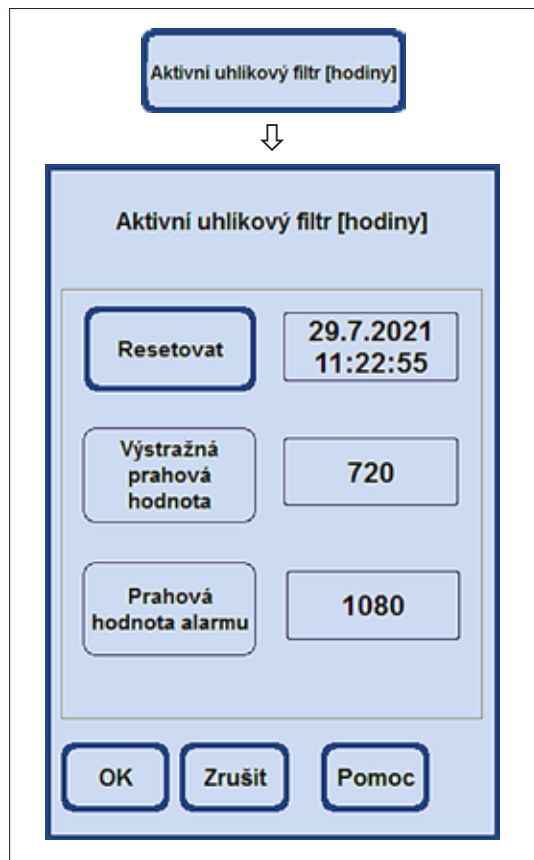 Aktivní uhlíkový filtr [hodiny]
Aktivní uhlíkový filtr [hodiny]
Resetovat
29.7.2021
11:22:55
Výstražná
prahová
hodnota
720
Prahová
hodnota alarmu
1080
OK
Zrušit
Pomoc